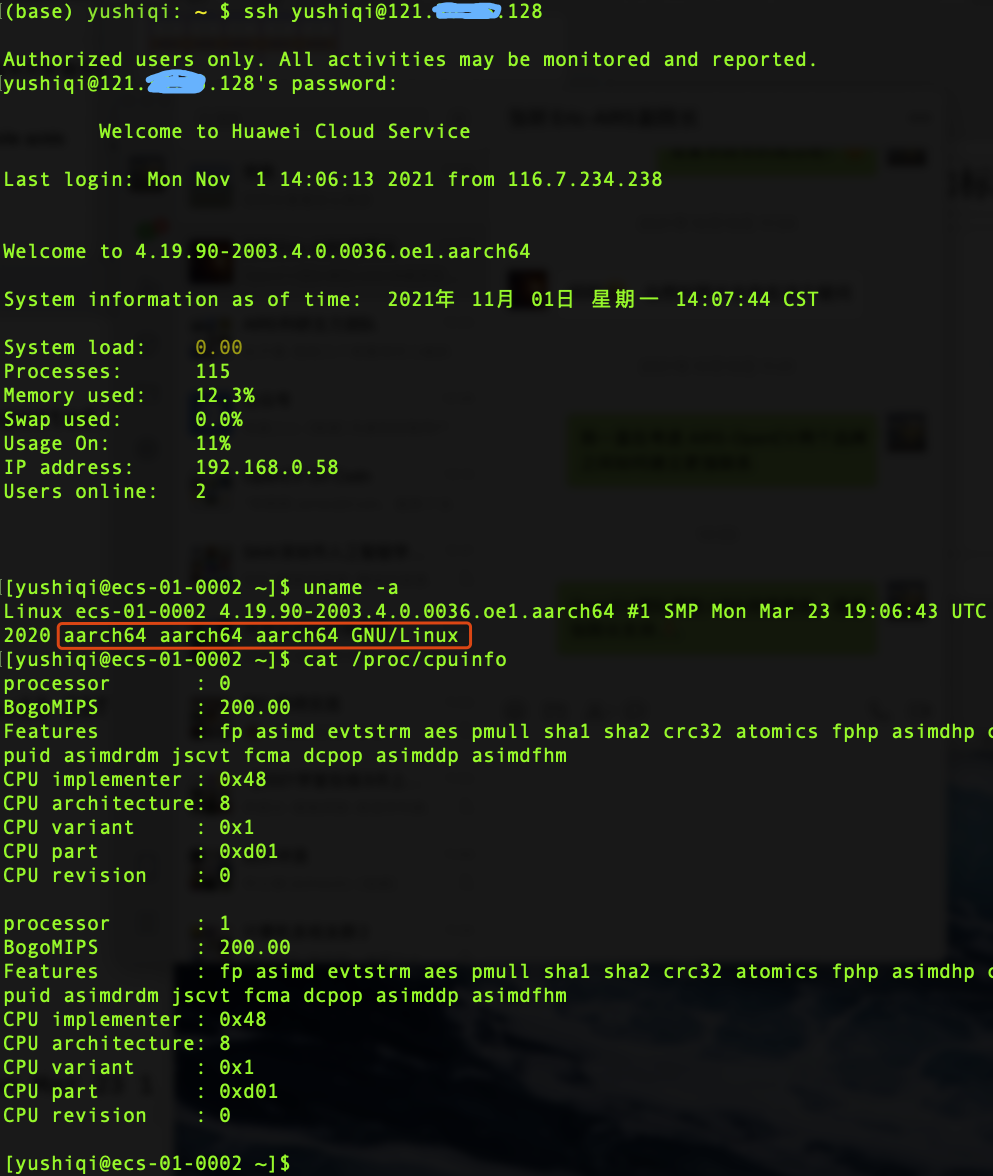 (base) yushiqi: ~ $ ssh yushiqi@121. .128
Authorized users only. All activities may be monitored and reported.
yushiqi@121. .128's password:
Welcome to Huawei Cloud Service
Last login: Mon Nov  1 14:06:13 2021 from 116.7.234.238
Welcome to 4.19.90-2003.4.0.0036.oe1.aarch64
System information as of time:  2021年 11月 01日 星期一 14:07:44 CST
System load:    0.00
Processes:      115
Memory used:    12.3%
Swap used:      0.0%
Usage On:       11%
IP address:     192.168.0.58
Users online:   2
[yushiqi@ecs-01-0002 ~]$ uname -a
Linux ecs-01-0002 4.19.90-2003.4.0.0036.oe1.aarch64 #1 SMP Mon Mar 23 19:06:43 UTC
2020 aarch64 aarch64 aarch64 GNU/Linux
[yushiqi@ecs-01-0002 ~]$ cat /proc/cpuinfo
processor       : 0
BogoMIPS        : 200.00
Features        : fp asimd evtstrm aes pmull sha1 sha2 crc32 atomics fphp asimdhp c
puid asimdrdm jscvt fcma dcpop asimddp asimdfhm
CPU implementer : 0x48
CPU architecture: 8
CPU variant     : 0x1
CPU part        : 0xd01
CPU revision    : 0
processor       : 1
BogoMIPS        : 200.00
Features        : fp asimd evtstrm aes pmull sha1 sha2 crc32 atomics fphp asimdhp c
puid asimdrdm jscvt fcma dcpop asimddp asimdfhm
CPU implementer : 0x48
CPU architecture: 8
CPU variant     : 0x1
CPU part        : 0xd01
CPU revision    : 0
[yushiqi@ecs-01-0002 ~]$